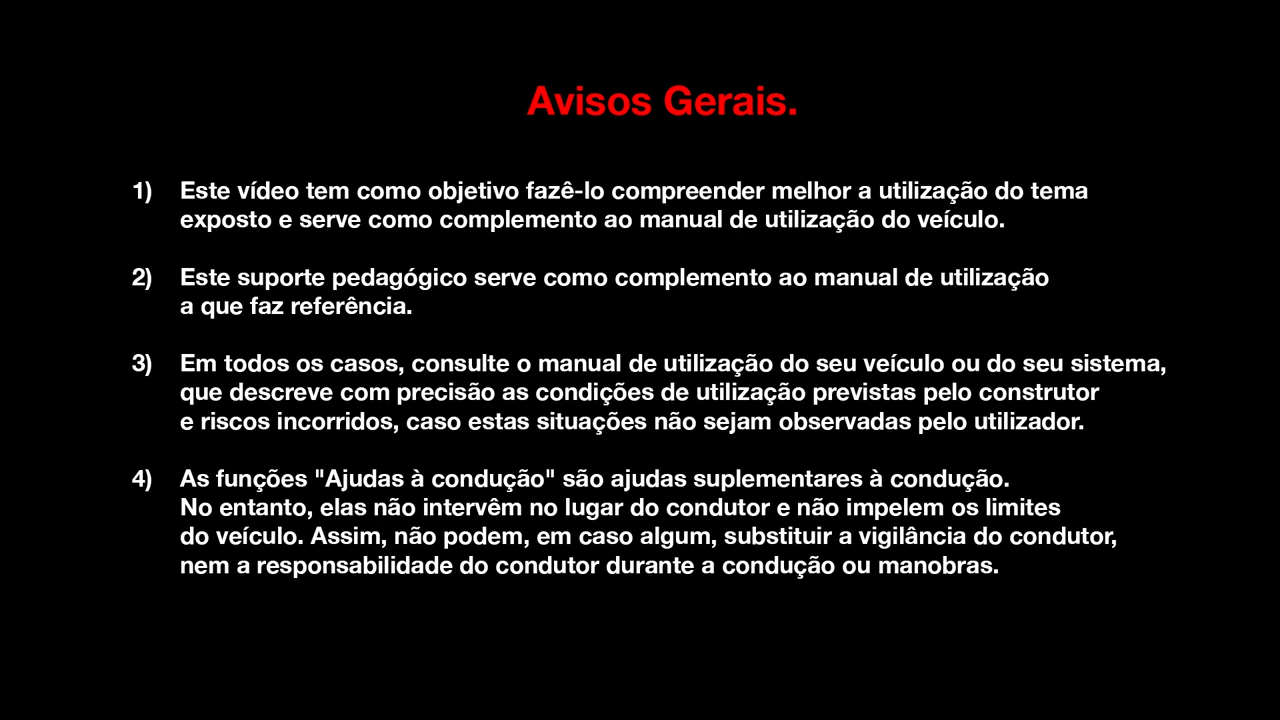 Avisos Gerais.
1) Este vídeo tem como objetivo fazê-lo compreender melhor a utilização do tema
exposto e serve como complemento ao manual de utilização do veículo.
2) Este suporte pedagógico serve como complemento ao manual de utilização
a que faz referência.
3) Em todos os casos, consulte o manual de utilização do seu veículo ou do seu sistema,
que descreve com precisão as condições de utilização previstas pelo construtor
e riscos incorridos, caso estas situações não sejam observadas pelo utilizador.
4) As funções "Ajudas à condução" são ajudas suplementares à condução.
No entanto, elas não intervêm no lugar do condutor e não impelem os limites
do veículo. Assim, não podem, em caso algum, substituir a vigilância do condutor,
nem a responsabilidade do condutor durante a condução ou manobras.